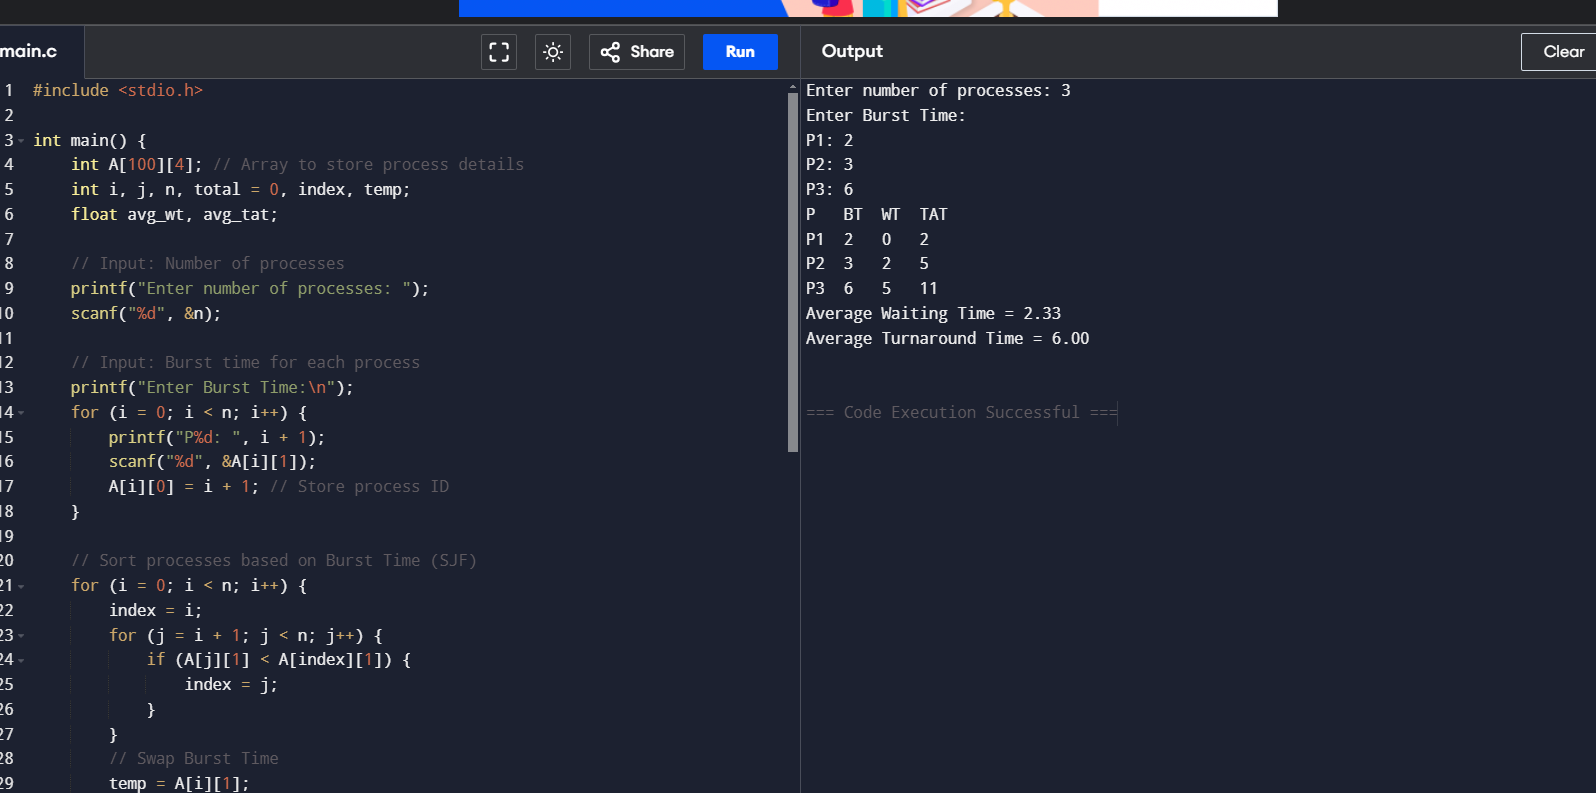 main.c
Share
Run
Output
Clear
1 #include <stdio.h>
2
3 int main() {
4 int A[100][4]; // Array to store process details
5 int i, j, n, total = 0, index, temp;
6 float avg_wt, avg_tat;
7
8 // Input: Number of processes
9 printf("Enter number of processes: ");
10 scanf("%d", &n);
11
12 // Input: Burst time for each process
13 printf("Enter Burst Time:\n");
14 for (i = 0; i < n; i++) {
15 printf("P%d: ", i + 1);
16 scanf("%d", &A[i][1]);
17 A[i][0] = i + 1; // Store process ID
18 }
19
20 // Sort processes based on Burst Time (SJF)
21 for (i = 0; i < n; i++) {
22 index = i;
23 for (j = i + 1; j < n; j++) {
24 if (A[j][1] < A[index][1]) {
25 index = j;
26 }
27 }
28 // Swap Burst Time
29 temp = A[i][1];
Enter number of processes: 3
Enter Burst Time:
P1: 2
P2: 3
P3: 6
P BT WT TAT
P1 2 0 2
P2 3 2 5
P3 6 5 11
Average Waiting Time = 2.33
Average Turnaround Time = 6.00
=== Code Execution Successful ===